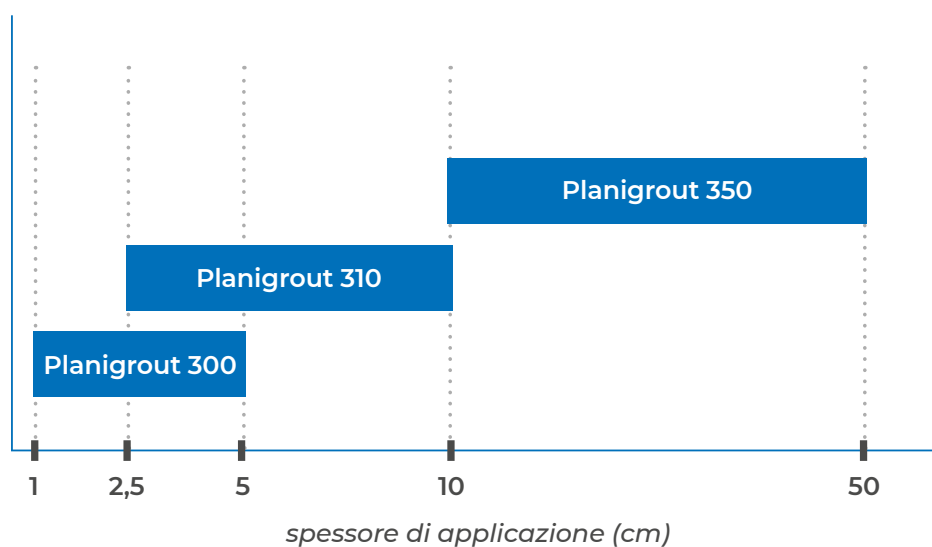 Planigrout 350
Planigrout 310
Planigrout 300
1 2,5 5 10 50
spessore di applicazione (cm)